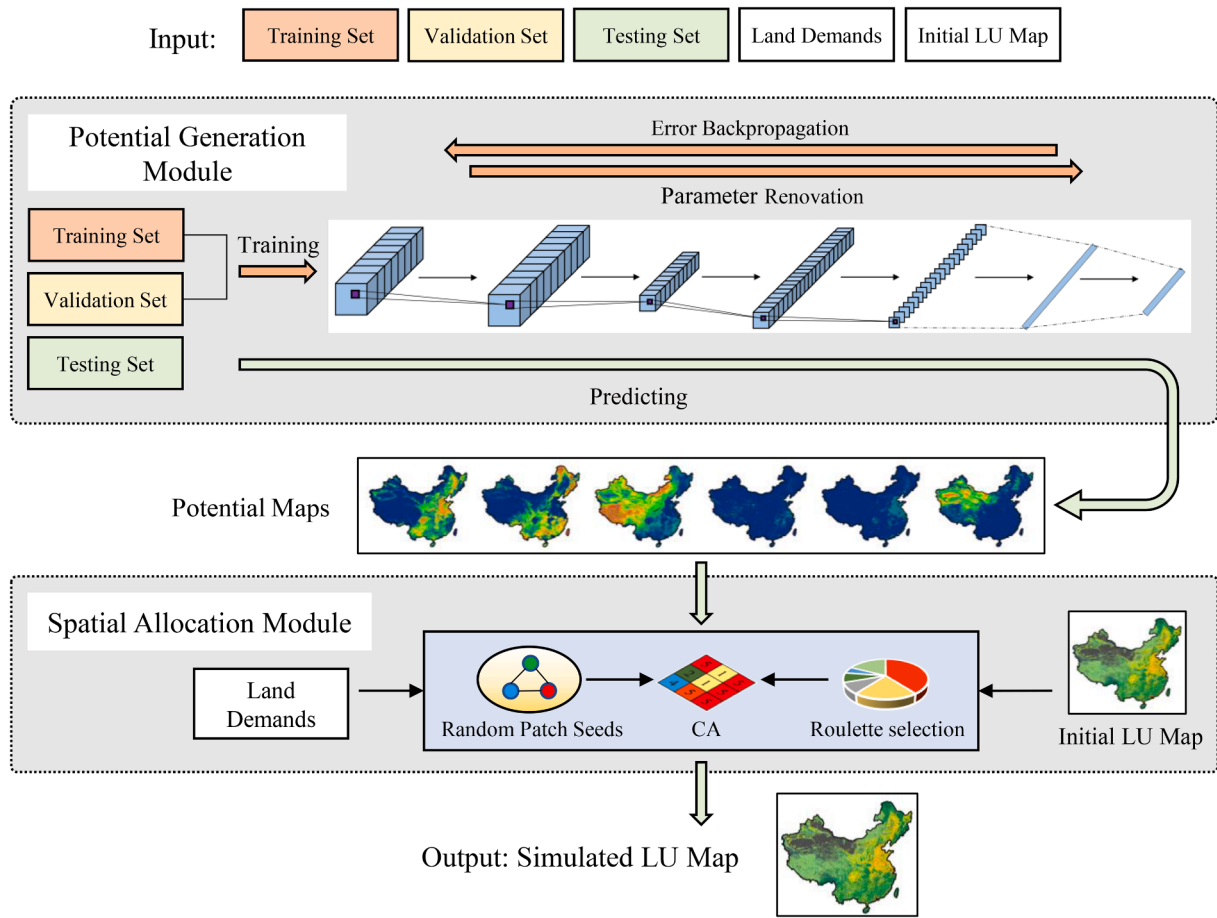 Input:
Training Set
Validation Set
Testing Set
Land Demands
Initial LU Map
Potential Generation
Module
Error Backpropagation
Parameter Renovation
Training Set
Training
Validation Set
Testing Set
Predicting
Potential Maps
Spatial Allocation Module
Land
Demands
Random Patch Seeds
CA
Roulette selection
Initial LU Map
Output: Simulated LU Map